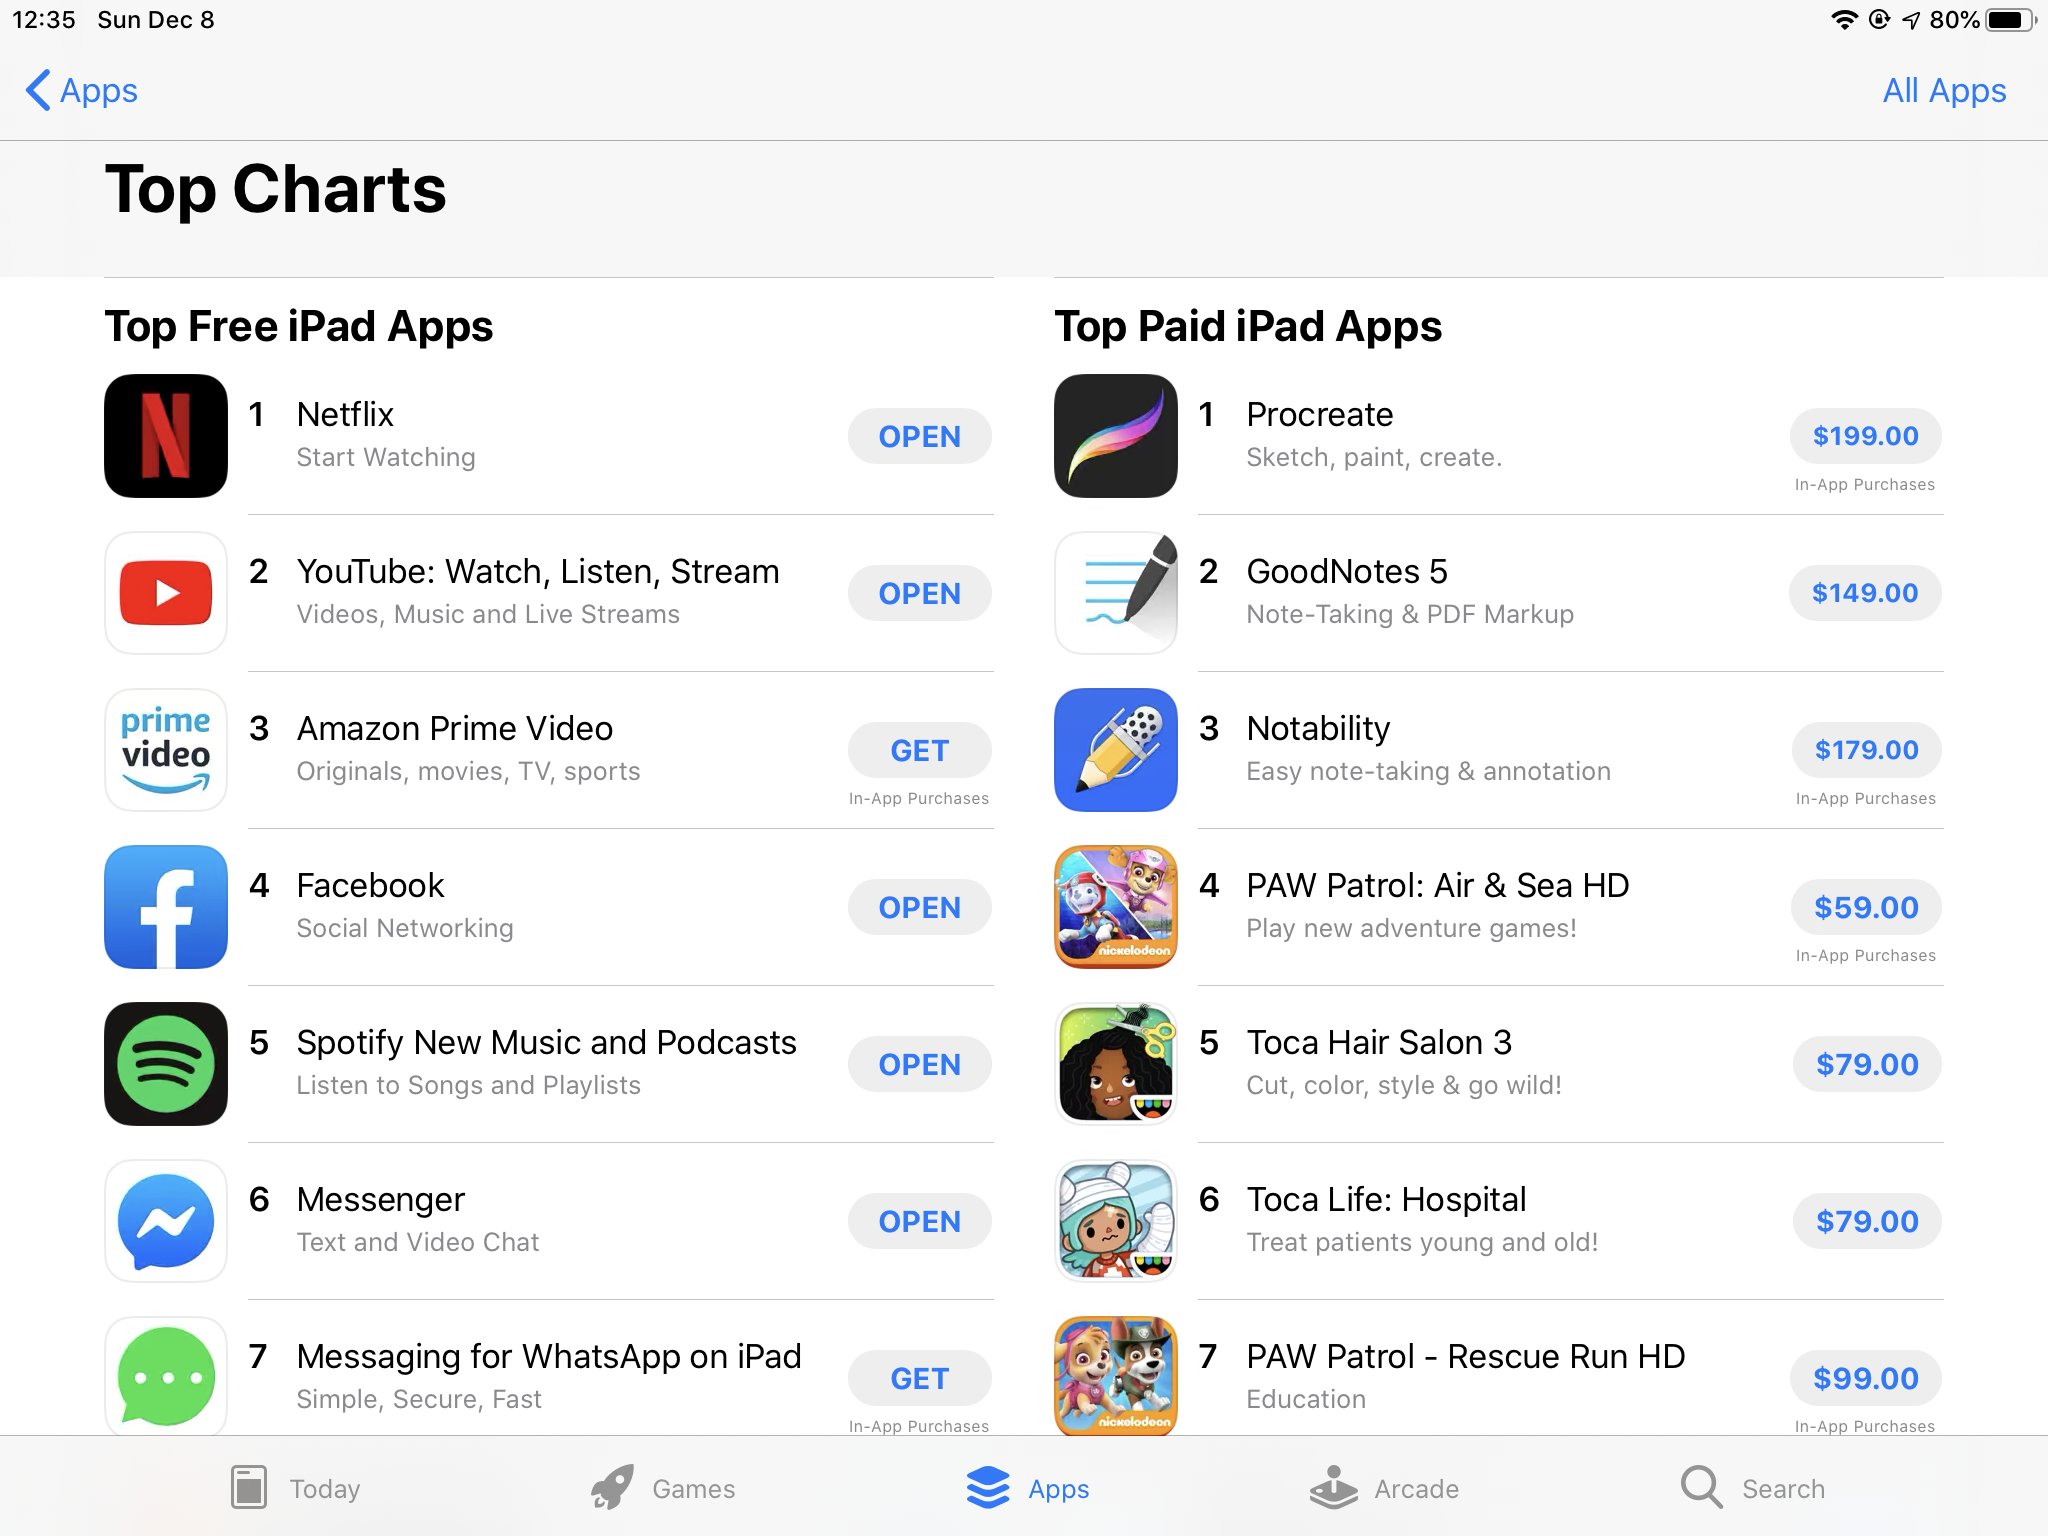 12:35 Sun Dec 8
80%
Apps
All Apps
Top Charts
Top Free iPad Apps
1 Netflix
Start Watching
OPEN
2 YouTube: Watch, Listen, Stream
Videos, Music and Live Streams
OPEN
prime
video
3 Amazon Prime Video
Originals, movies, TV, sports
GET
In-App Purchases
4 Facebook
Social Networking
OPEN
5 Spotify New Music and Podcasts
Listen to Songs and Playlists
OPEN
6 Messenger
Text and Video Chat
OPEN
7 Messaging for WhatsApp on iPad
Simple, Secure, Fast
GET
In-App Purchases
Top Paid iPad Apps
1 Procreate
Sketch, paint, create.
$199.00
In-App Purchases
2 GoodNotes 5
Note-Taking & PDF Markup
$149.00
3 Notability
Easy note-taking & annotation
$179.00
In-App Purchases
nickelodeon
4 PAW Patrol: Air & Sea HD
Play new adventure games!
$59.00
In-App Purchases
5 Toca Hair Salon 3
Cut, color, style & go wild!
$79.00
6 Toca Life: Hospital
Treat patients young and old!
$79.00
nickelodeon
7 PAW Patrol - Rescue Run HD
Education
$99.00
In-App Purchases
Today
Games
Apps
Arcade
Search